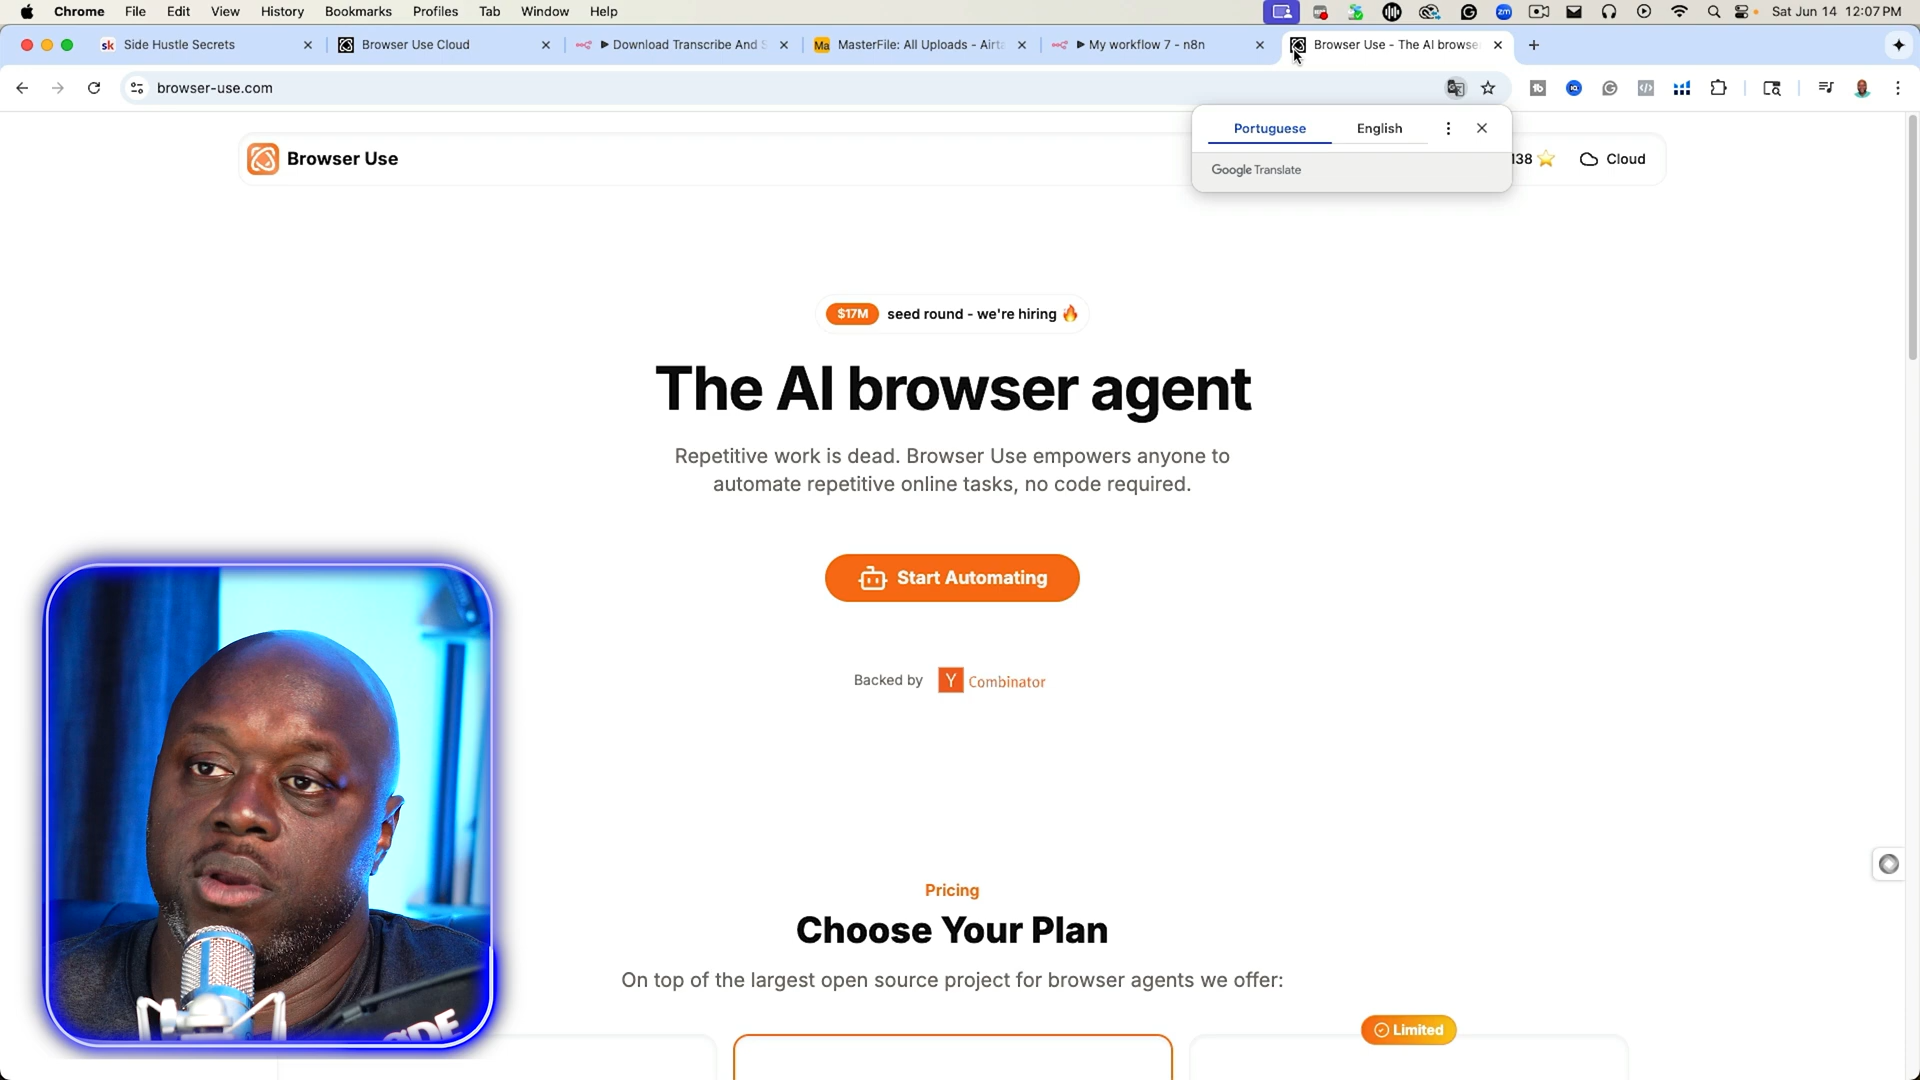 Chrome File Edit View History Bookmarks Profiles Tab Window Help
zm
Sat Jun 14 12:07 PM
sk Side Hustle Secrets
Browser Use Cloud
Download Transcribe And S
Ma MasterFile: All Uploads - Airta
My workflow 7 - n8n
Browser Use - The AI browse
browser-use.com
Portuguese English
Google Translate
Browser Use
138 ⭐ Cloud
$17M seed round - we're hiring 🔥
The AI browser agent
Repetitive work is dead. Browser Use empowers anyone to
automate repetitive online tasks, no code required.
Start Automating
Backed by Y Combinator
Pricing
Choose Your Plan
On top of the largest open source project for browser agents we offer:
Limited